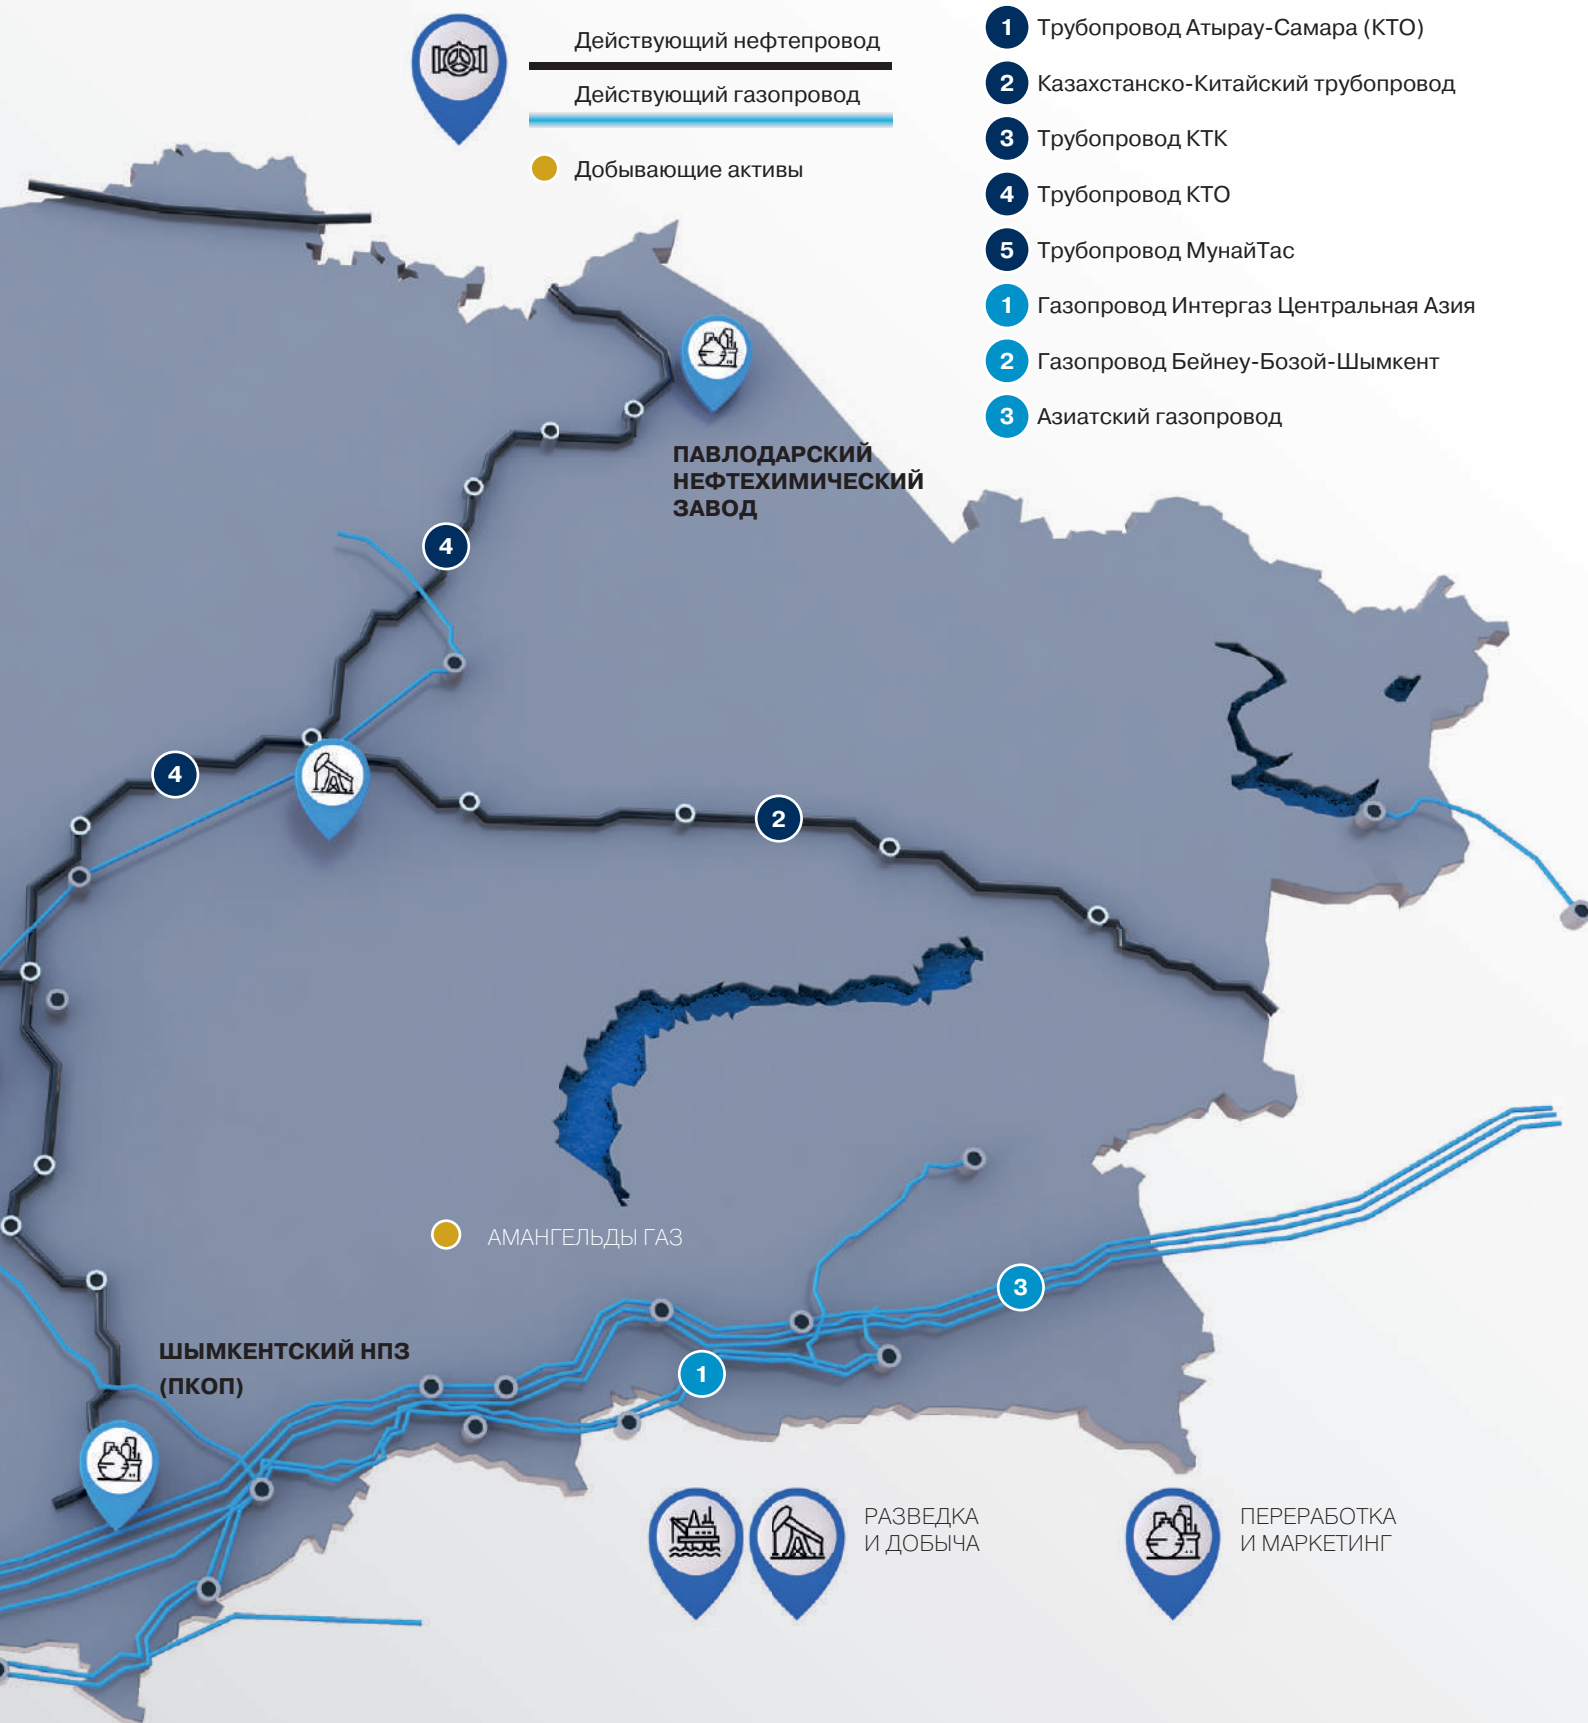 Действующий нефтепровод
Действующий газопровод
Добывающие активы
1 Трубопровод Атырау-Самара (КТО)
2 Казахстанско-Китайский трубопровод
3 Трубопровод КТК
4 Трубопровод КТО
5 Трубопровод МунайТас
1 Газопровод Интергаз Центральная Азия
2 Газопровод Бейнеу-Бозой-Шымкент
3 Азиатский газопровод
ПАВЛОДАРСКИЙ
НЕФТЕХИМИЧЕСКИЙ
ЗАВОД
4
4
2
АМАНГЕЛЬДЫ ГАЗ
3
ШЫМКЕНТСКИЙ НПЗ
(ПКОП)
1
РАЗВЕДКА
И ДОБЫЧА
ПЕРЕРАБОТКА
И МАРКЕТИНГ